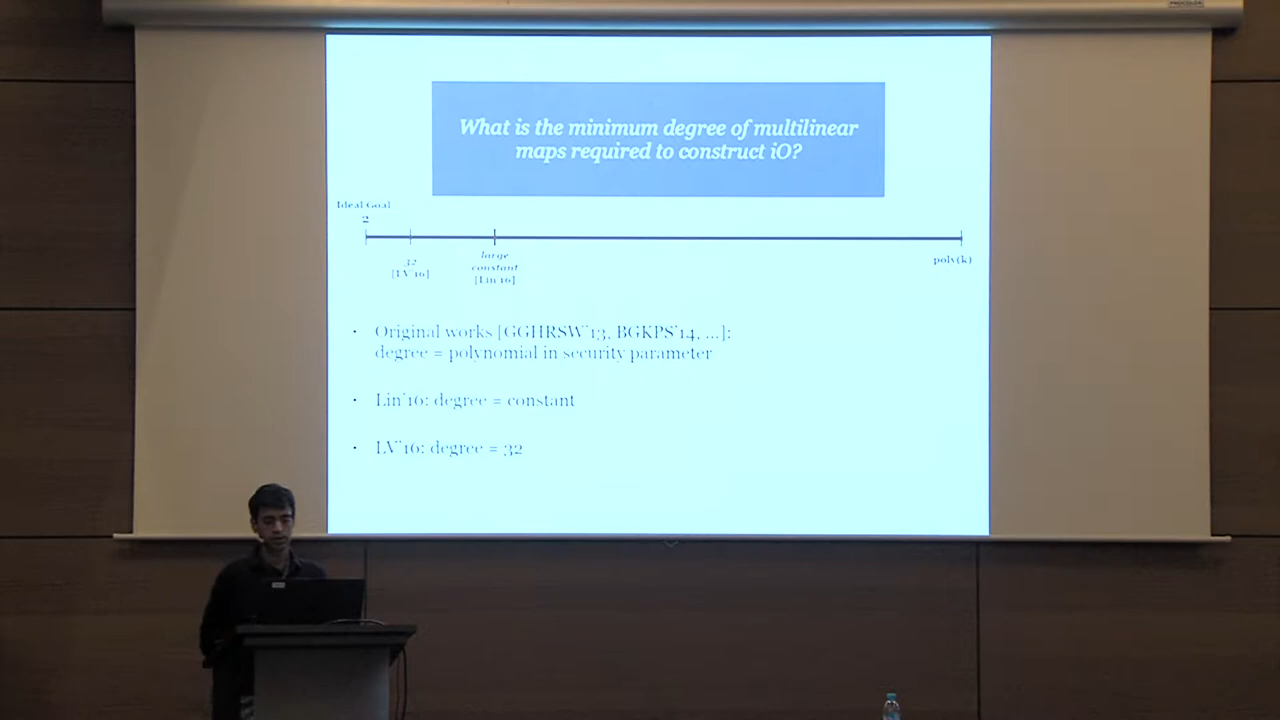 What is the minimum degree of multilinear
maps required to construct iO?
Ideal Goal
2
32
[LV'16]
large
constant
[Lin'16]
poly(k)
• Original works [GGHRSW'13, BGKPS'14, ...]:
degree = polynomial in security parameter
• Lin'16: degree = constant
• LV'16: degree = 32